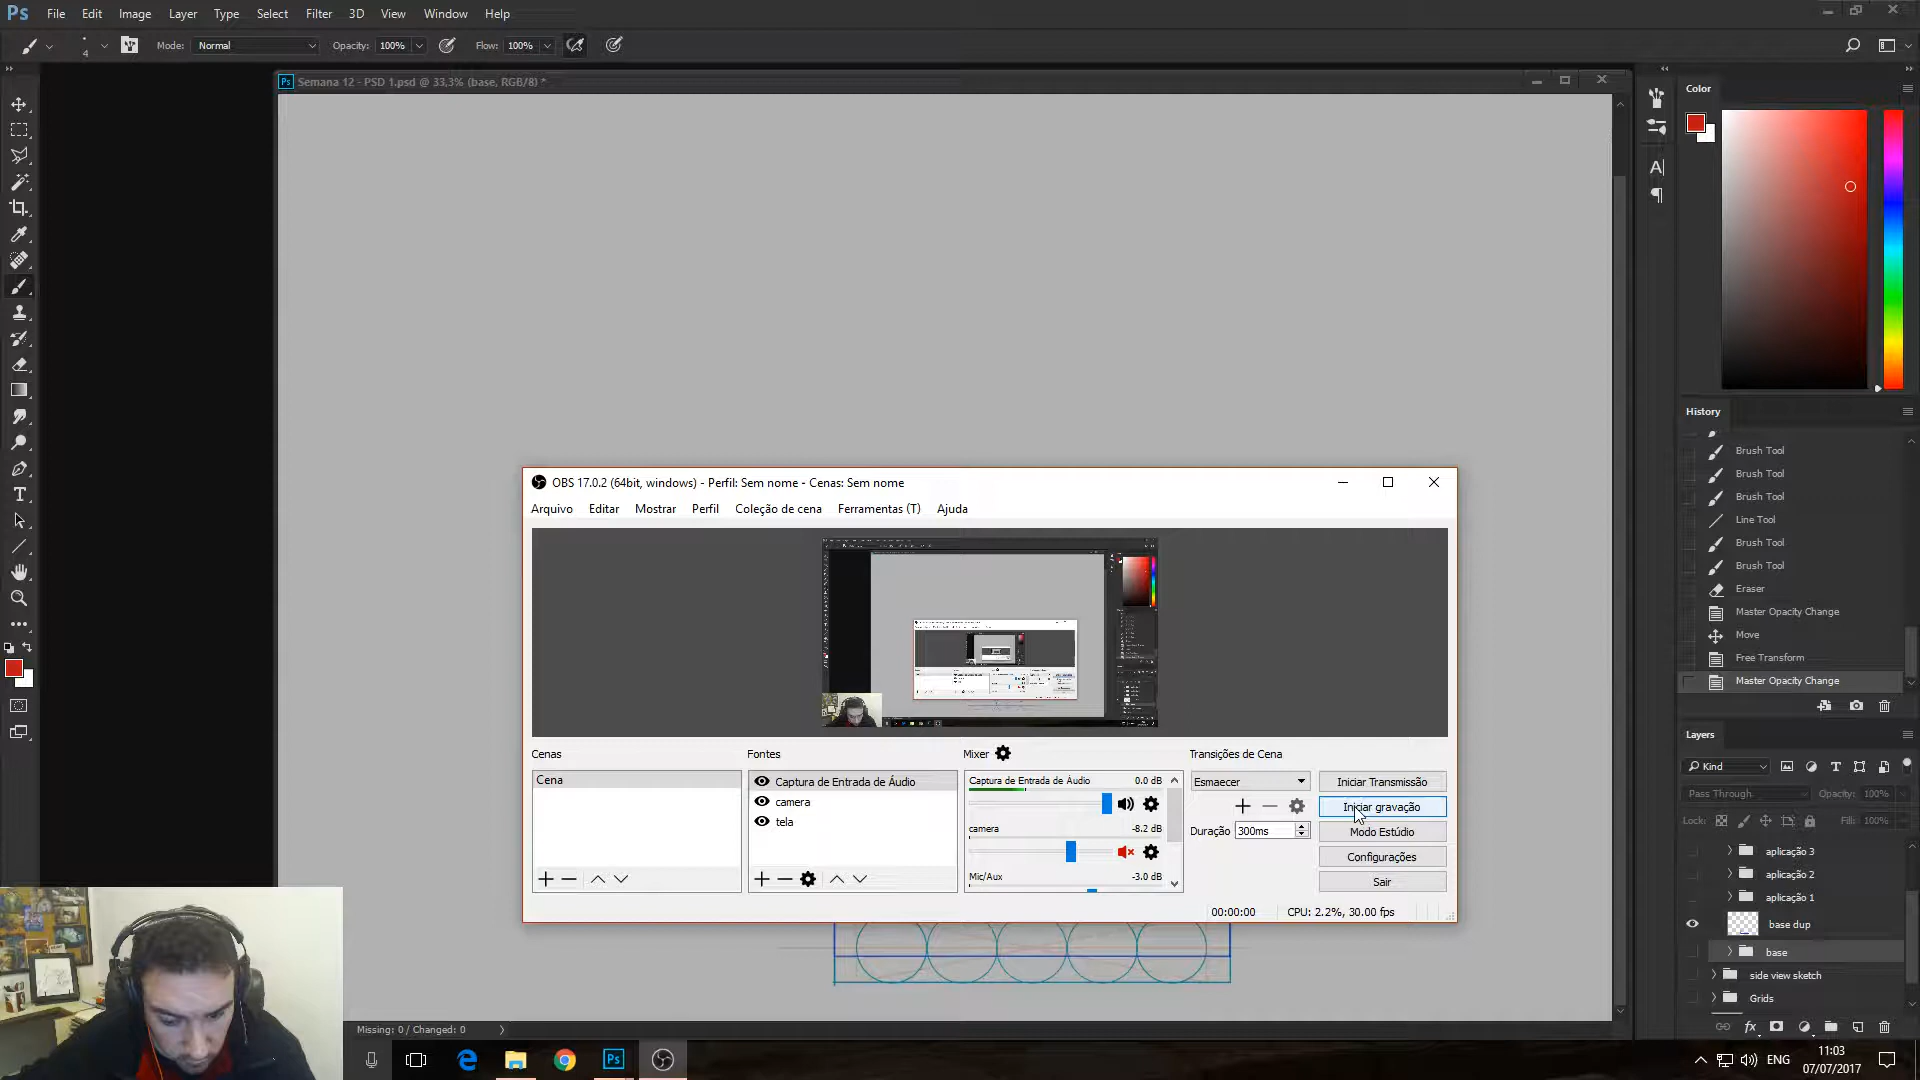 Ps File Edit Image Layer Type Select Filter 3D View Window Help
4 Mode: Normal Opacity: 100% Flow: 100%
Ps Semana 12 - PSD 1.psd @ 33,3% (base, RGB/8) *
Color
A|
History
Brush Tool
Brush Tool
Brush Tool
Line Tool
Brush Tool
Brush Tool
Eraser
Master Opacity Change
Move
Free Transform
Master Opacity Change
Layers
Kind
Pass Through Opacity: 100%
Lock: Fill: 100%
aplicação 3
aplicação 2
aplicação 1
base dup
base
side view sketch
Grids
fx
OBS 17.0.2 (64bit, windows) - Perfil: Sem nome - Cenas: Sem nome
Arquivo Editar Mostrar Perfil Coleção de cena Ferramentas (T) Ajuda
Cenas Fontes Mixer Transições de Cena
Cena
Captura de Entrada de Áudio
camera
tela
Captura de Entrada de Áudio 0.0 dB
camera -8.2 dB
Mic/Aux -3.0 dB
Esmaecer
Duração 300ms
Iniciar Transmissão
Iniciar gravação
Modo Estúdio
Configurações
Sair
00:00:00 CPU: 2.2%, 30.00 fps
Missing: 0 / Changed: 0
Ps
ENG
11:03
07/07/2017